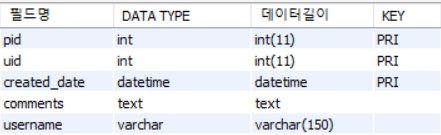 필드명 DATA TYPE 데이터길이 KEY
pid int int(11) PRI
uid int int(11) PRI
created_date datetime datetime PRI
comments text text
username varchar varchar(150)